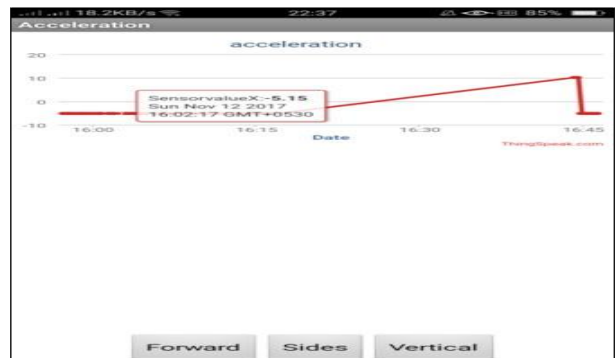 18.2KB/s 22:37 85%
Acceleration
acceleration
20
10
0
-10
SensorvalueX:-5.15
Sun Nov 12 2017
16:02:17 GMT+0530
16:00 16:15 16:30 16:45
Date
ThingSpeak.com
Forward Sides Vertical